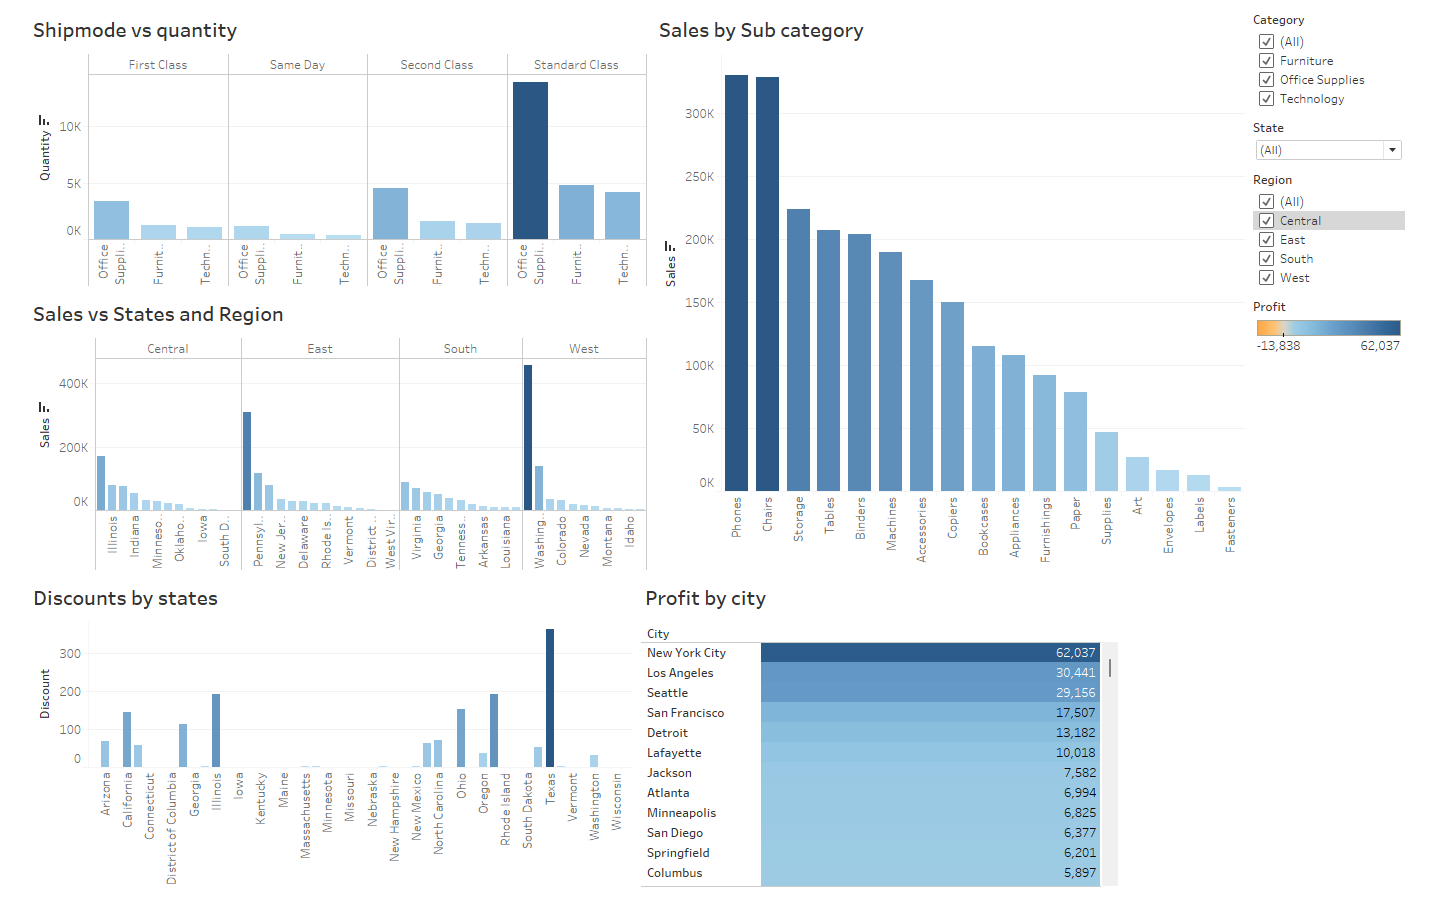 Shipmode vs quantity
First Class
Same Day
Second Class
Standard Class
Quantity
10K
5K
0K
Office
Suppli..
Furnit..
Techn..
Office
Suppli..
Furnit..
Techn..
Office
Suppli..
Furnit..
Techn..
Office
Suppli..
Furnit..
Techn..
Sales by Sub category
Sales
300K
250K
200K
150K
100K
50K
0K
Phones
Chairs
Storage
Tables
Binders
Machines
Accessories
Copiers
Bookcases
Appliances
Furnishings
Paper
Supplies
Art
Envelopes
Labels
Fasteners
Category
(All)
Furniture
Office Supplies
Technology
State
(All)
Region
(All)
Central
East
South
West
Profit
-13,838
62,037
Sales vs States and Region
Central
East
South
West
Sales
400K
200K
0K
Illinois
Indiana
Minneso..
Oklaho..
Iowa
South D..
Pennsyl..
New Jer..
Delaware
Rhode Is..
Vermont
District ..
West Vir..
Virginia
Georgia
Tenness..
Arkansas
Louisiana
Washing..
Colorado
Nevada
Montana
Idaho
Discounts by states
Discount
300
200
100
0
Arizona
California
Connecticut
District of Columbia
Georgia
Illinois
Iowa
Kentucky
Maine
Massachusetts
Minnesota
Missouri
Nebraska
New Hampshire
New Mexico
North Carolina
Ohio
Oregon
Rhode Island
South Dakota
Texas
Vermont
Washington
Wisconsin
Profit by city
City
New York City 62,037
Los Angeles 30,441
Seattle 29,156
San Francisco 17,507
Detroit 13,182
Lafayette 10,018
Jackson 7,582
Atlanta 6,994
Minneapolis 6,825
San Diego 6,377
Springfield 6,201
Columbus 5,897